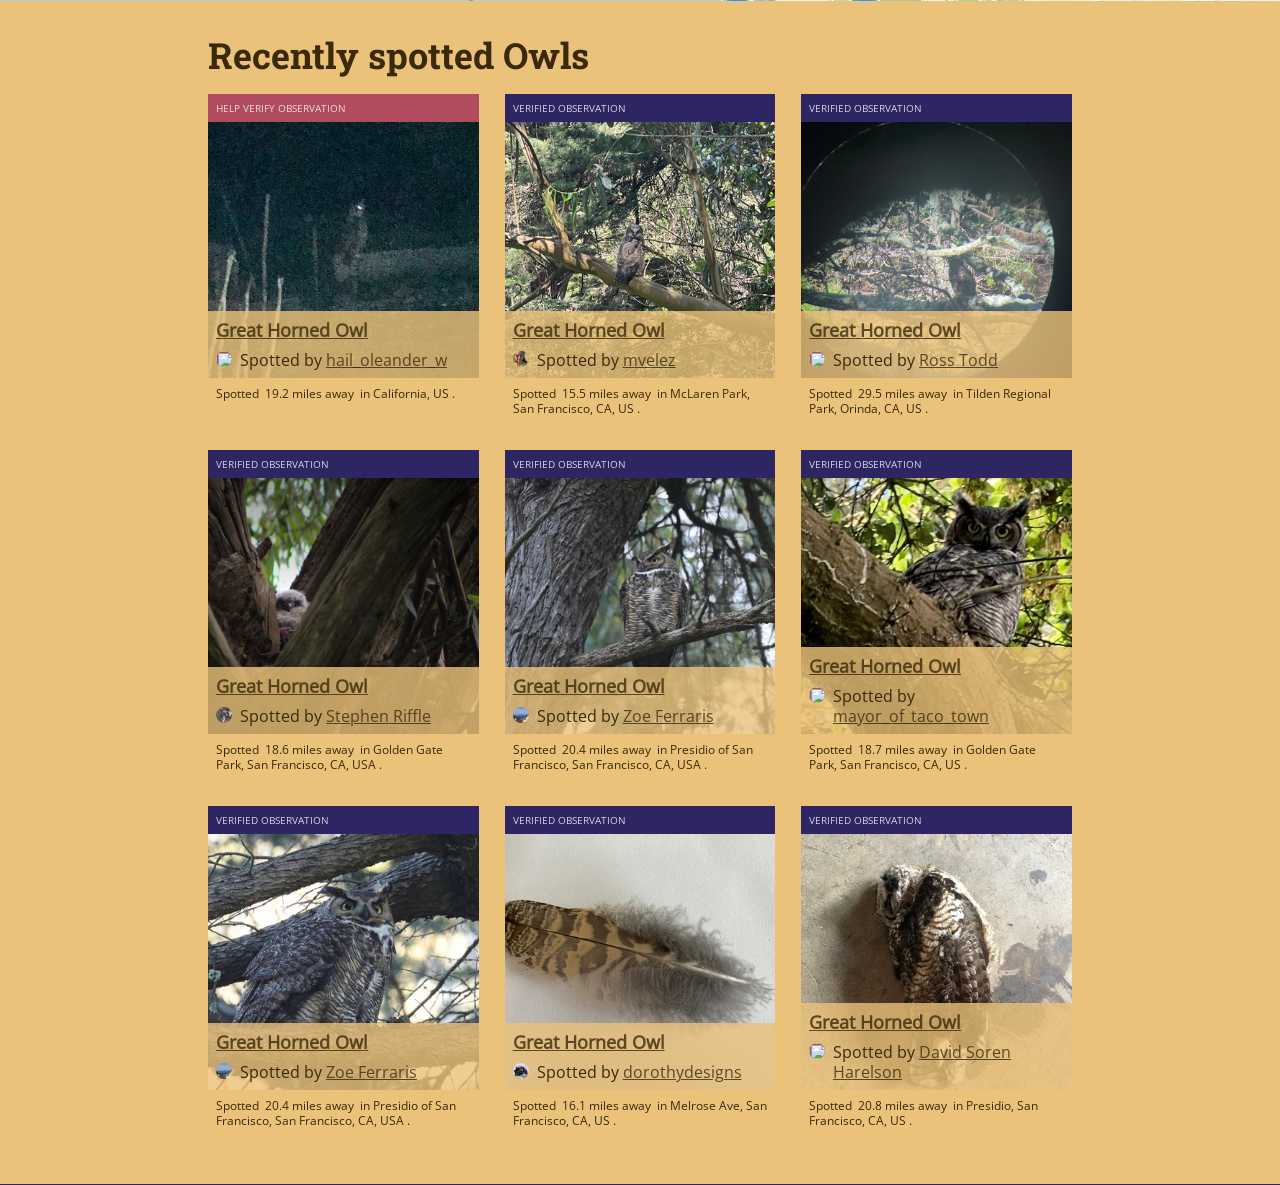 Recently spotted Owls
HELP VERIFY OBSERVATION
Great Horned Owl
Spotted by hail_oleander_w
Spotted 19.2 miles away in California, US .
VERIFIED OBSERVATION
Great Horned Owl
Spotted by mvelez
Spotted 15.5 miles away in McLaren Park,
San Francisco, CA, US .
VERIFIED OBSERVATION
Great Horned Owl
Spotted by Ross Todd
Spotted 29.5 miles away in Tilden Regional
Park, Orinda, CA, US .
VERIFIED OBSERVATION
Great Horned Owl
Spotted by Stephen Riffle
Spotted 18.6 miles away in Golden Gate
Park, San Francisco, CA, USA .
VERIFIED OBSERVATION
Great Horned Owl
Spotted by Zoe Ferraris
Spotted 20.4 miles away in Presidio of San
Francisco, San Francisco, CA, USA .
VERIFIED OBSERVATION
Great Horned Owl
Spotted by
mayor_of_taco_town
Spotted 18.7 miles away in Golden Gate
Park, San Francisco, CA, US .
VERIFIED OBSERVATION
Great Horned Owl
Spotted by Zoe Ferraris
Spotted 20.4 miles away in Presidio of San
Francisco, San Francisco, CA, USA .
VERIFIED OBSERVATION
Great Horned Owl
Spotted by dorothydesigns
Spotted 16.1 miles away in Melrose Ave, San
Francisco, CA, US .
VERIFIED OBSERVATION
Great Horned Owl
Spotted by David Soren
Harelson
Spotted 20.8 miles away in Presidio, San
Francisco, CA, US .